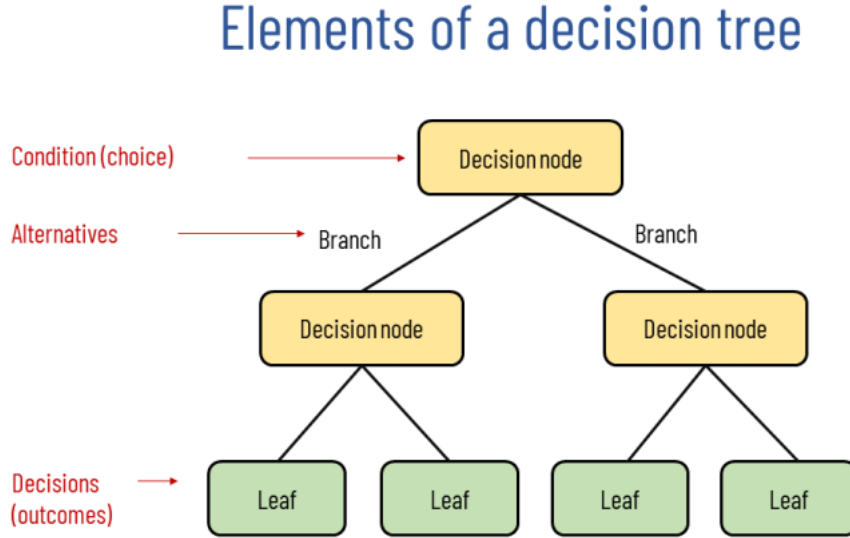 Elements of a decision tree
Condition (choice)
Decision node
Alternatives
Branch
Branch
Decision node
Decision node
Decisions
(outcomes)
Leaf
Leaf
Leaf
Leaf